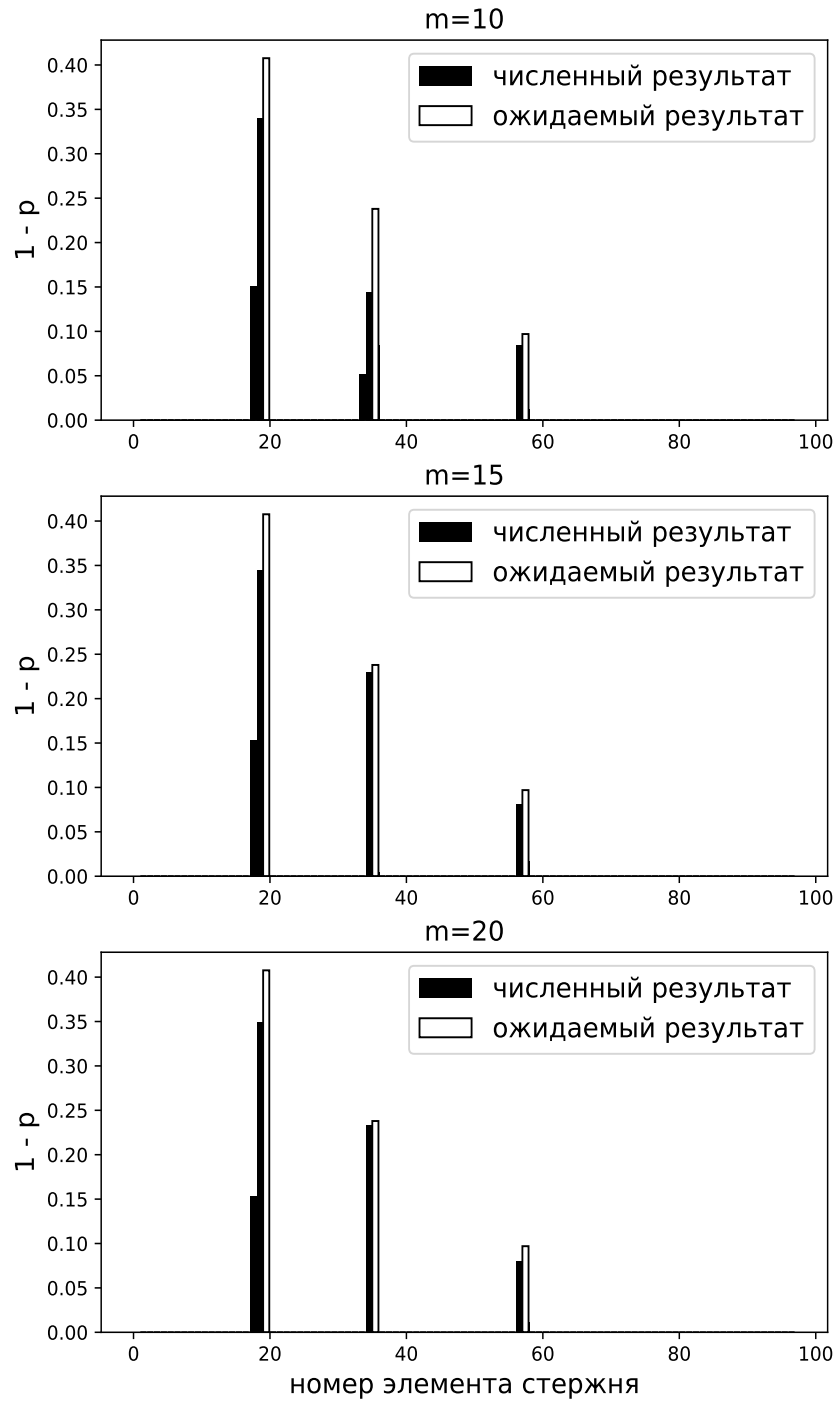 m=10
0.40
0.35
0.30
0.25
0.20
0.15
0.10
0.05
0.00
1 - p
численный результат
ожидаемый результат
0 20 40 60 80 100
m=15
0.40
0.35
0.30
0.25
0.20
0.15
0.10
0.05
0.00
1 - p
численный результат
ожидаемый результат
0 20 40 60 80 100
m=20
0.40
0.35
0.30
0.25
0.20
0.15
0.10
0.05
0.00
1 - p
численный результат
ожидаемый результат
0 20 40 60 80 100
номер элемента стержня